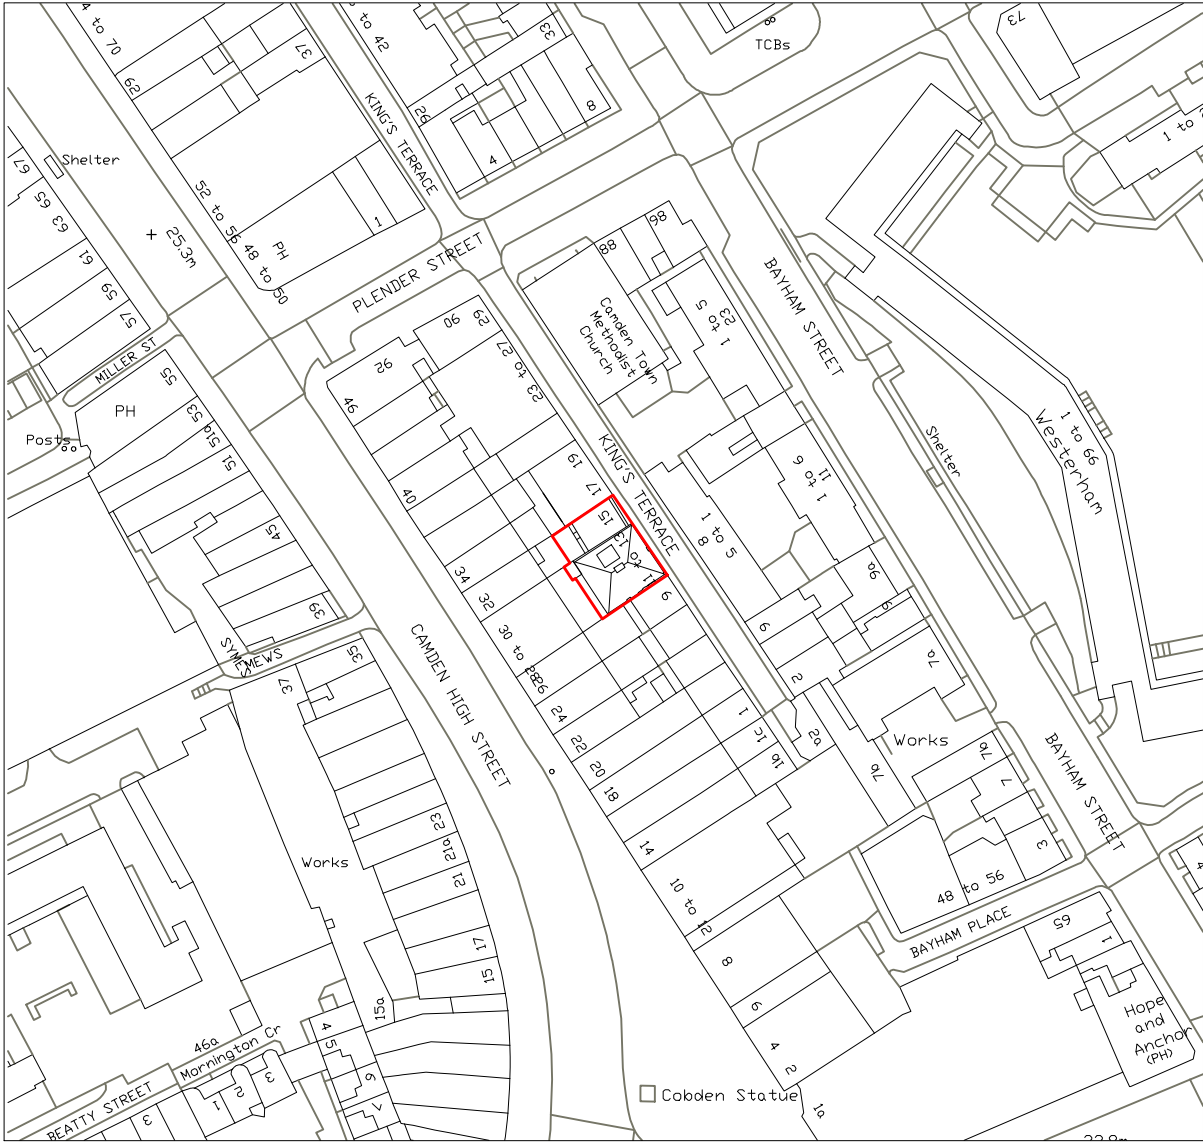 4 to 70
62
37
to 42
33
8
TCBs
73
1 to
KING'S TERRACE
26
4
8
Shelter
67
65
63
61
59
57
25.3m
52 to 56
48 to 50
PH
1
PLENDER STREET
MILLER ST
55
PH
Posts
53
51a
51
45
39
SYMES
MEWS
98
88
Camden Town
Methodist
Church
1 to 5
23
BAYHAM STREET
90
29
92
27 to 23
46
40
34
32
30 to 28
26
24
22
20
18
14
10 to 12
8
6
4
2
19
17
15
13 to 11
9
KING'S TERRACE
1 to 5
8
6 to 11
1
9a
9
7a
6
2
2a
1
1c
1b
Works
7b
7b
7
3
Shelter
1 to 66
Westerham
BAYHAM STREET
48 to 56
BAYHAM PLACE
65
1
Hope
and
Anchor
(PH)
CAMDEN HIGH STREET
35
37
23
21a
21
17
15
15a
Works
46a
Mornington Cr
BEATTY STREET
4
5
6
7
3
2
1
3
Cobden Statue
1a